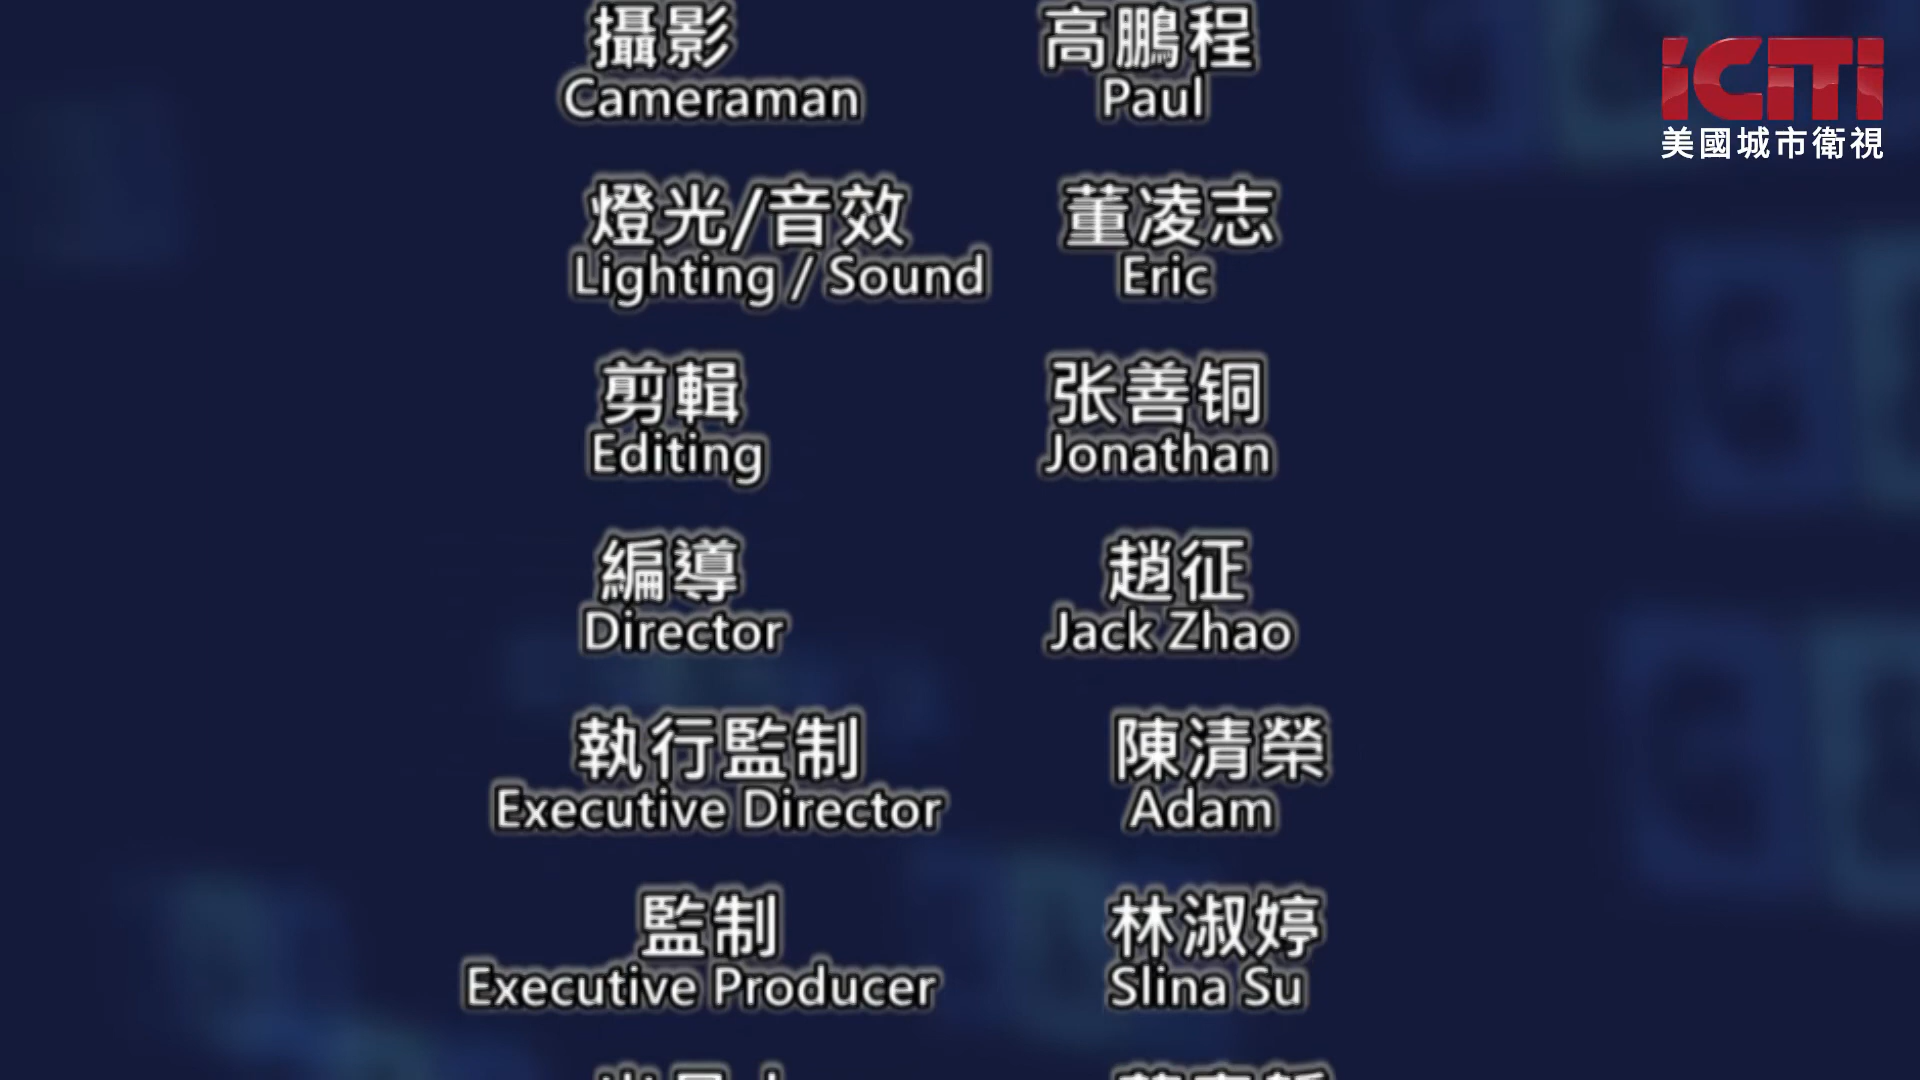 攝影 高鵬程
Cameraman Paul
iCiTi
美國城市衛視
燈光/音效 董凌志
Lighting / Sound Eric
剪輯 张善铜
Editing Jonathan
編導 趙征
Director Jack Zhao
執行監制 陳清榮
Executive Director Adam
監制 林淑婷
Executive Producer Slina Su